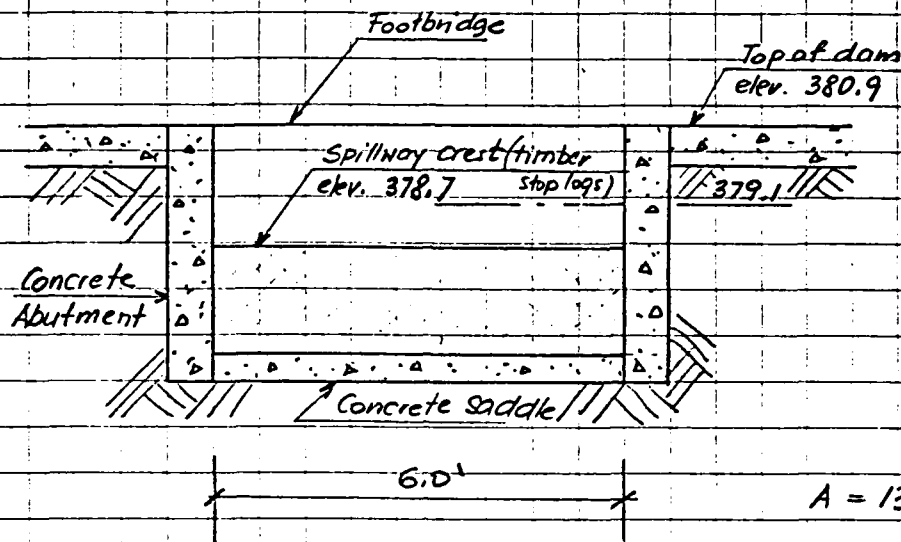 Footbridge
Top of dam
elev. 380.9
Spillway crest (timber
elev. 378.7 stop logs)
379.1
Concrete
Abutment
Concrete Saddle
6.0'
A = 13